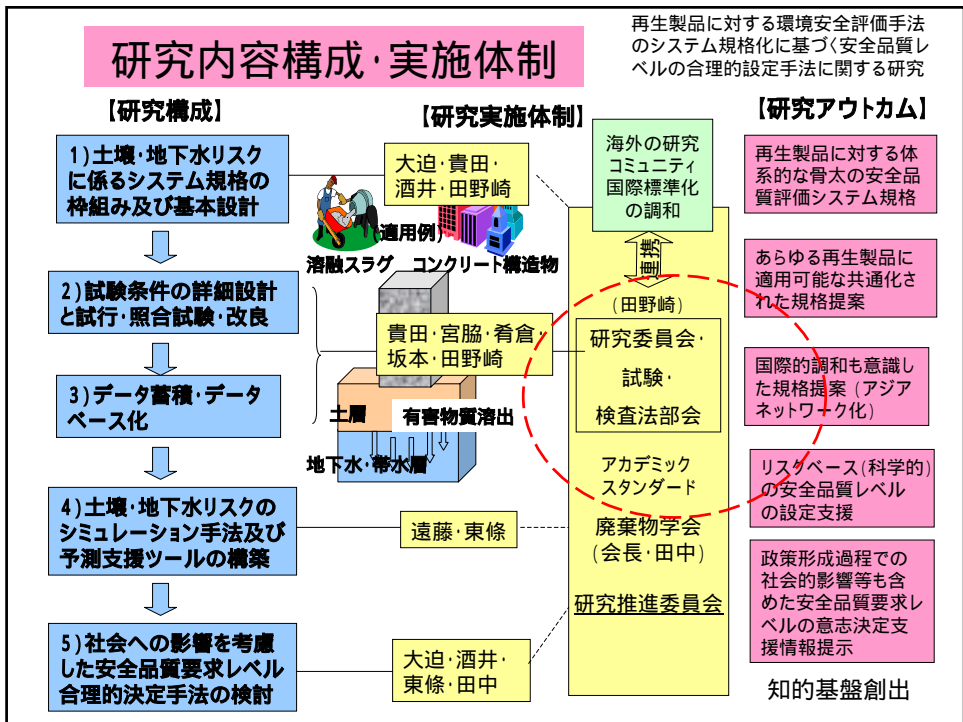 研究内容構成･実施体制
再生製品に対する環境安全評価手法
のシステム規格化に基づく安全品質レ
ベルの合理的設定手法に関する研究
【研究構成】
1)土壌･地下水リスク
に係るシステム規格の
枠組み及び基本設計
2)試験条件の詳細設計
と試行･照合試験･改良
3)データ蓄積･データ
ベース化
4)土壌･地下水リスクの
シミュレーション手法及び
予測支援ツールの構築
5)社会への影響を考慮
した安全品質要求レベル
合理的決定手法の検討
【研究実施体制】
大迫･貴田･
酒井･田野崎
(適用例)
溶融スラグ コンクリート構造物
貴田･宮脇･肴倉･
坂本･田野崎
土層 有害物質溶出
地下水･帯水層
遠藤･東條
大迫･酒井･
東條･田中
海外の研究
コミュニティ
国際標準化
の調和
連携
(田野崎)
研究委員会･
試験･
検査法部会
アカデミック
スタンダード
廃棄物学会
(会長･田中)
研究推進委員会
【研究アウトカム】
再生製品に対する体
系的な骨太の安全品
質評価システム規格
あらゆる再生製品に
適用可能な共通化さ
れた規格提案
国際的調和も意識し
た規格提案(アジア
ネットワーク化)
リスクベース(科学的)
の安全品質レベル
の設定支援
政策形成過程での
社会的影響等も含
めた安全品質要求レ
ベルの意志決定支
援情報提示
知的基盤創出